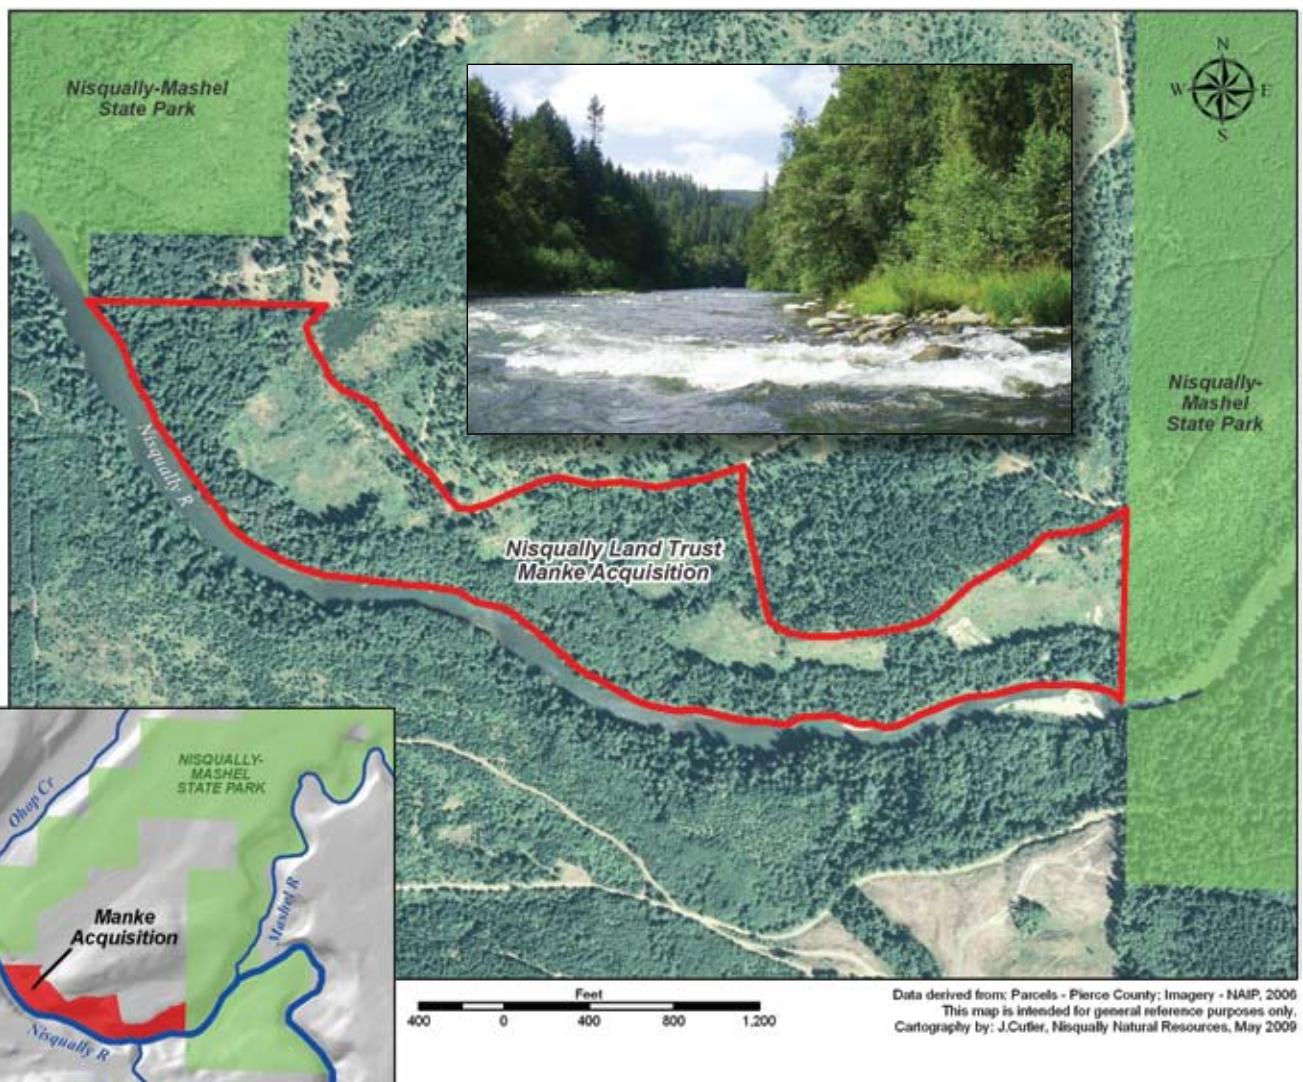 Nisqually-Mashel
State Park
N
W
E
S
Nisqually-
Mashel
State Park
Nisqually R
Nisqually Land Trust
Manke Acquisition
NISQUALLY-
MASHEL
STATE PARK
Ohop Cr
Mashel R
Manke
Acquisition
Nisqually R
Feet
400 0 400 800 1,200
Data derived from: Parcels - Pierce County; Imagery - NAIP, 2006
This map is intended for general reference purposes only.
Cartography by: J.Cutler, Nisqually Natural Resources, May 2009